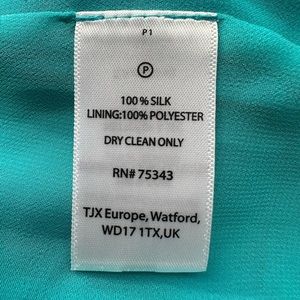 P1
P
100 % SILK
LINING:100% POLYESTER
DRY CLEAN ONLY
RN# 75343
TJX Europe, Watford,
WD17 1TX,UK